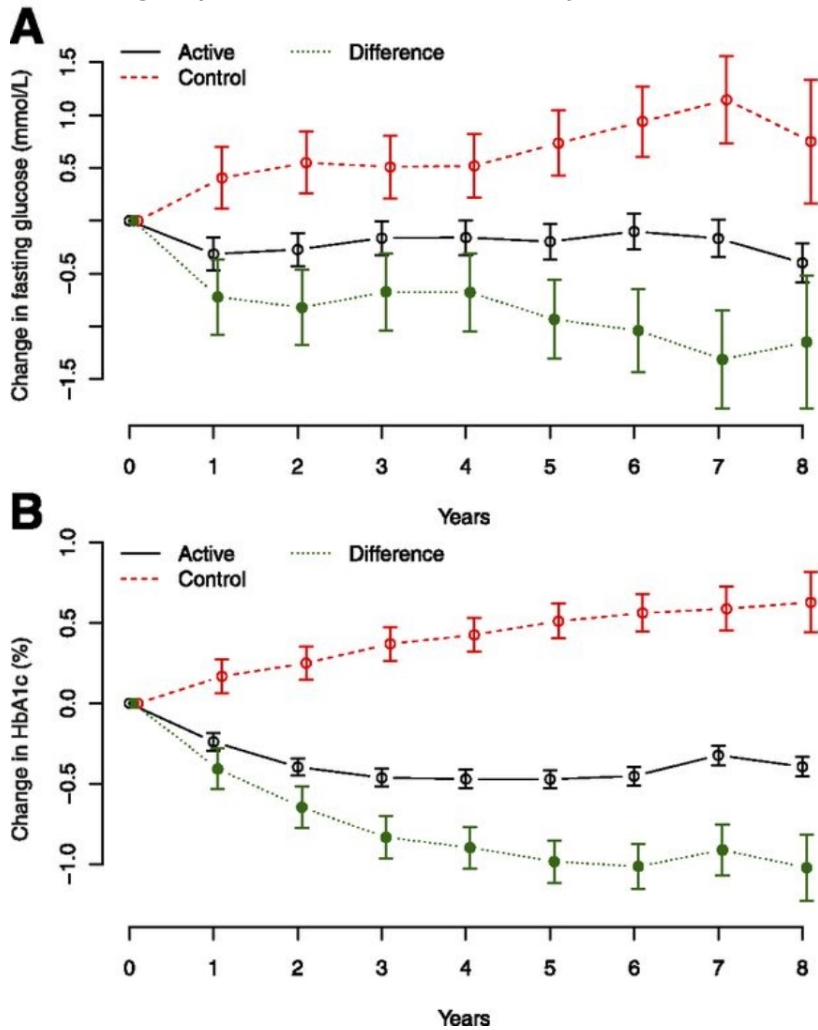 A
Active
Difference
Control
Change in fasting glucose (mmol/L)
1.5
1.0
0.5
−0.5
−1.5
0 1 2 3 4 5 6 7 8
Years
B
Active
Difference
Control
Change in HbA1c (%)
1.0
0.5
0.0
−0.5
−1.0
0 1 2 3 4 5 6 7 8
Years